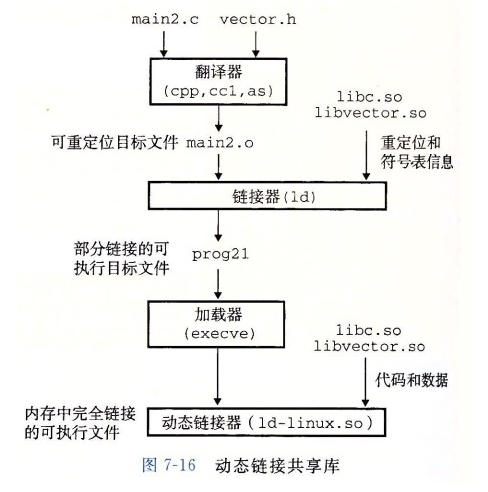 main2.c vector.h
翻译器
(cpp,cc1,as)
libc.so
libvector.so
可重定位目标文件 main2.o
重定位和
符号表信息
链接器(ld)
部分链接的可
执行目标文件
prog21
加载器
(execve)
libc.so
libvector.so
代码和数据
内存中完全链接
的可执行文件
动态链接器(ld-linux.so)
图 7-16 动态链接共享库